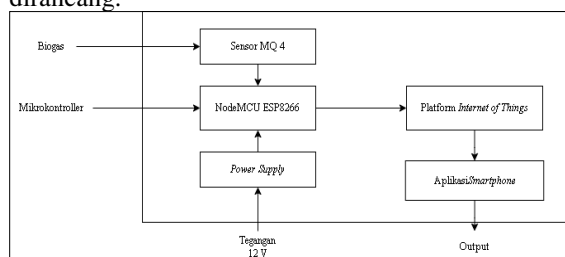 dirancang.
Biogas
Sensor MQ 4
Mikrokontroller
NodeMCU ESP8266
Platform Internet of Things
Power Supply
AplikasiSmartphone
Tegangan
12 V
Output